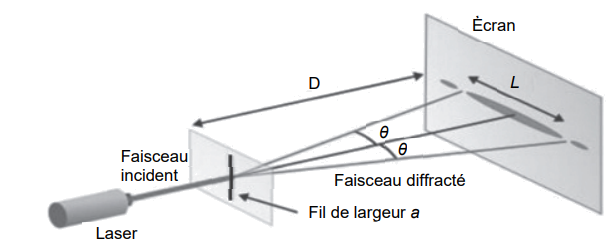 Ècran
D
L
θ
θ
Faisceau
incident
Faisceau diffracté
Fil de largeur a
Laser